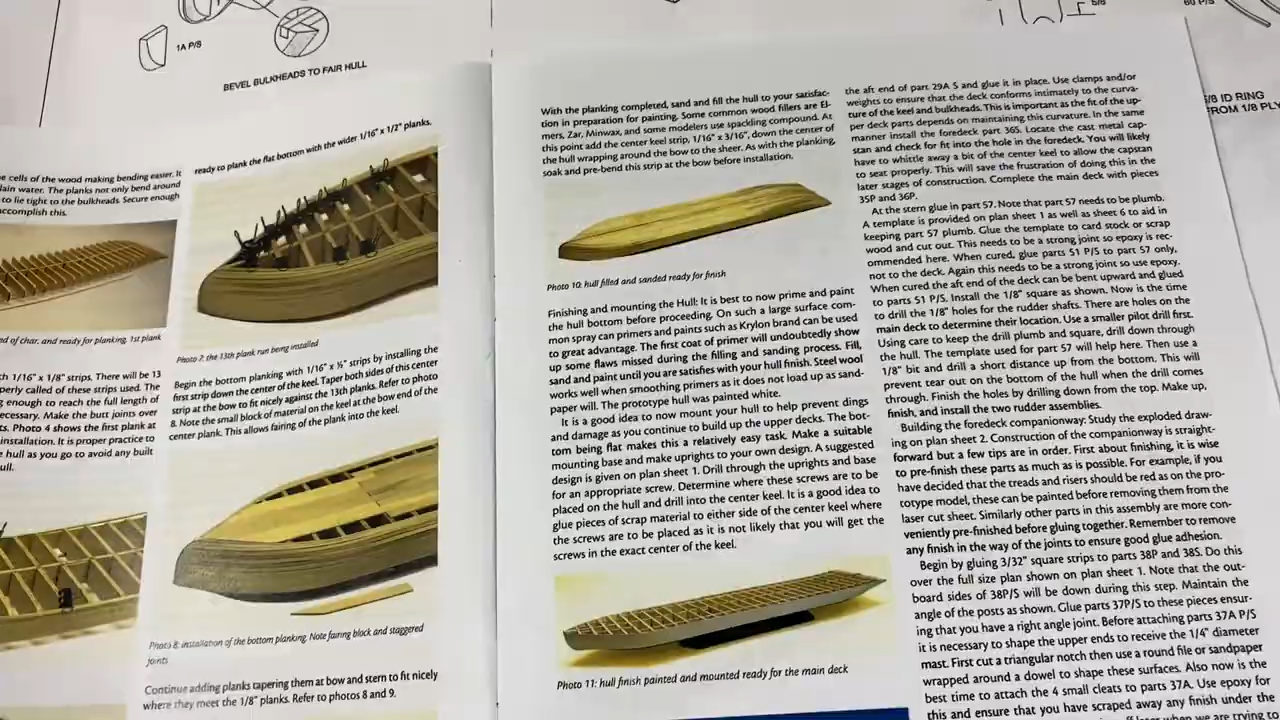 1A P/S
BEVEL BULKHEADS TO FAIR HULL
5/8
60 P/S
5/8 ID RING
FROM 1/8 PLY
e cells of the wood making bending easier. It
lain water. The planks not only bend around
to lie tight to the bulkheads. Secure enough
accomplish this.
ed of char. and ready for planking, 1st plank
th 1/16" x 1/8" strips. There will be 13
perly called of these strips used. The
g enough to reach the full length of
ecessary. Make the butt joints over
ts. Photo 4 shows the first plank at
installation. It is proper practice to
e hull as you go to avoid any built
ull.
ready to plank the flat bottom with the wider 1/16" x 1/2" planks.
Photo 7: the 13th plank run being installed
Begin the bottom planking with 1/16" x ½" strips by installing the
first strip down the center of the keel. Taper both sides of this center
strip at the bow to fit nicely against the 13th planks. Refer to photo
8. Note the small block of material on the keel at the bow end of the
center plank. This allows fairing of the plank into the keel.
Photo 8: installation of the bottom planking. Note fairing block and staggered
joints
Continue adding planks tapering them at bow and stern to fit nicely
where they meet the 1/8" planks. Refer to photos 8 and 9.
With the planking completed, sand and fill the hull to your satisfac-
tion in preparation for painting. Some common wood fillers are El-
mers, Zar, Minwax, and some modelers use spackling compound. At
this point add the center keel strip, 1/16" x 3/16", down the center of
the hull wrapping around the bow to the sheer. As with the planking,
soak and pre-bend this strip at the bow before installation.
Photo 10: hull filled and sanded ready for finish
Finishing and mounting the Hull: It is best to now prime and paint
the hull bottom before proceeding. On such a large surface com-
mon spray can primers and paints such as Krylon brand can be used
to great advantage. The first coat of primer will undoubtedly show
up some flaws missed during the filling and sanding process. Fill,
sand and paint until you are satisfies with your hull finish. Steel wool
works well when smoothing primers as it does not load up as sand-
paper will. The prototype hull was painted white.
It is a good idea to now mount your hull to help prevent dings
and damage as you continue to build up the upper decks. The bot-
tom being flat makes this a relatively easy task. Make a suitable
mounting base and make uprights to your own design. A suggested
design is given on plan sheet 1. Drill through the uprights and base
for an appropriate screw. Determine where these screws are to be
placed on the hull and drill into the center keel. It is a good idea to
glue pieces of scrap material to either side of the center keel where
the screws are to be placed as it is not likely that you will get the
screws in the exact center of the keel.
Photo 11: hull finish painted and mounted ready for the main deck
the aft end of part 29A S and glue it in place. Use clamps and/or
weights to ensure that the deck conforms intimately to the curva-
ture of the keel and bulkheads. This is important as the fit of the up-
per deck parts depends on maintaining this curvature. In the same
manner install the foredeck part 36S. Locate the cast metal cap-
stan and check for fit into the hole in the foredeck. You will likely
have to whittle away a bit of the center keel to allow the capstan
to seat properly. This will save the frustration of doing this in the
later stages of construction. Complete the main deck with pieces
35P and 36P.
At the stern glue in part 57. Note that part 57 needs to be plumb.
A template is provided on plan sheet 1 as well as sheet 6 to aid in
keeping part 57 plumb. Glue the template to card stock or scrap
wood and cut out. This needs to be a strong joint so epoxy is rec-
ommended here. When cured, glue parts 51 P/S to part 57 only,
not to the deck. Again this needs to be a strong joint so use epoxy.
When cured the aft end of the deck can be bent upward and glued
to parts 51 P/S. Install the 1/8" square as shown. Now is the time
to drill the 1/8" holes for the rudder shafts. There are holes on the
main deck to determine their location. Use a smaller pilot drill first.
Using care to keep the drill plumb and square, drill down through
the hull. The template used for part 57 will help here. Then use a
1/8" bit and drill a short distance up from the bottom. This will
prevent tear out on the bottom of the hull when the drill comes
through. Finish the holes by drilling down from the top. Make up,
finish, and install the two rudder assemblies.
Building the foredeck companionway: Study the exploded draw-
ing on plan sheet 2. Construction of the companionway is straight-
forward but a few tips are in order. First about finishing, it is wise
to pre-finish these parts as much as is possible. For example, if you
have decided that the treads and risers should be red as on the pro-
totype model, these can be painted before removing them from the
laser cut sheet. Similarly other parts in this assembly are more con-
veniently pre-finished before gluing together. Remember to remove
any finish in the way of the joints to ensure good glue adhesion.
Begin by gluing 3/32" square strips to parts 38P and 38S. Do this
over the full size plan shown on plan sheet 1. Note that the out-
board sides of 38P/S will be down during this step. Maintain the
angle of the posts as shown. Glue parts 37P/S to these pieces ensur-
ing that you have a right angle joint. Before attaching parts 37A P/S
it is necessary to shape the upper ends to receive the 1/4" diameter
mast. First cut a triangular notch then use a round file or sandpaper
wrapped around a dowel to shape these surfaces. Also now is the
best time to attach the 4 small cleats to parts 37A. Use epoxy for
this and ensure that you have scraped away any finish under the
when we are trying to